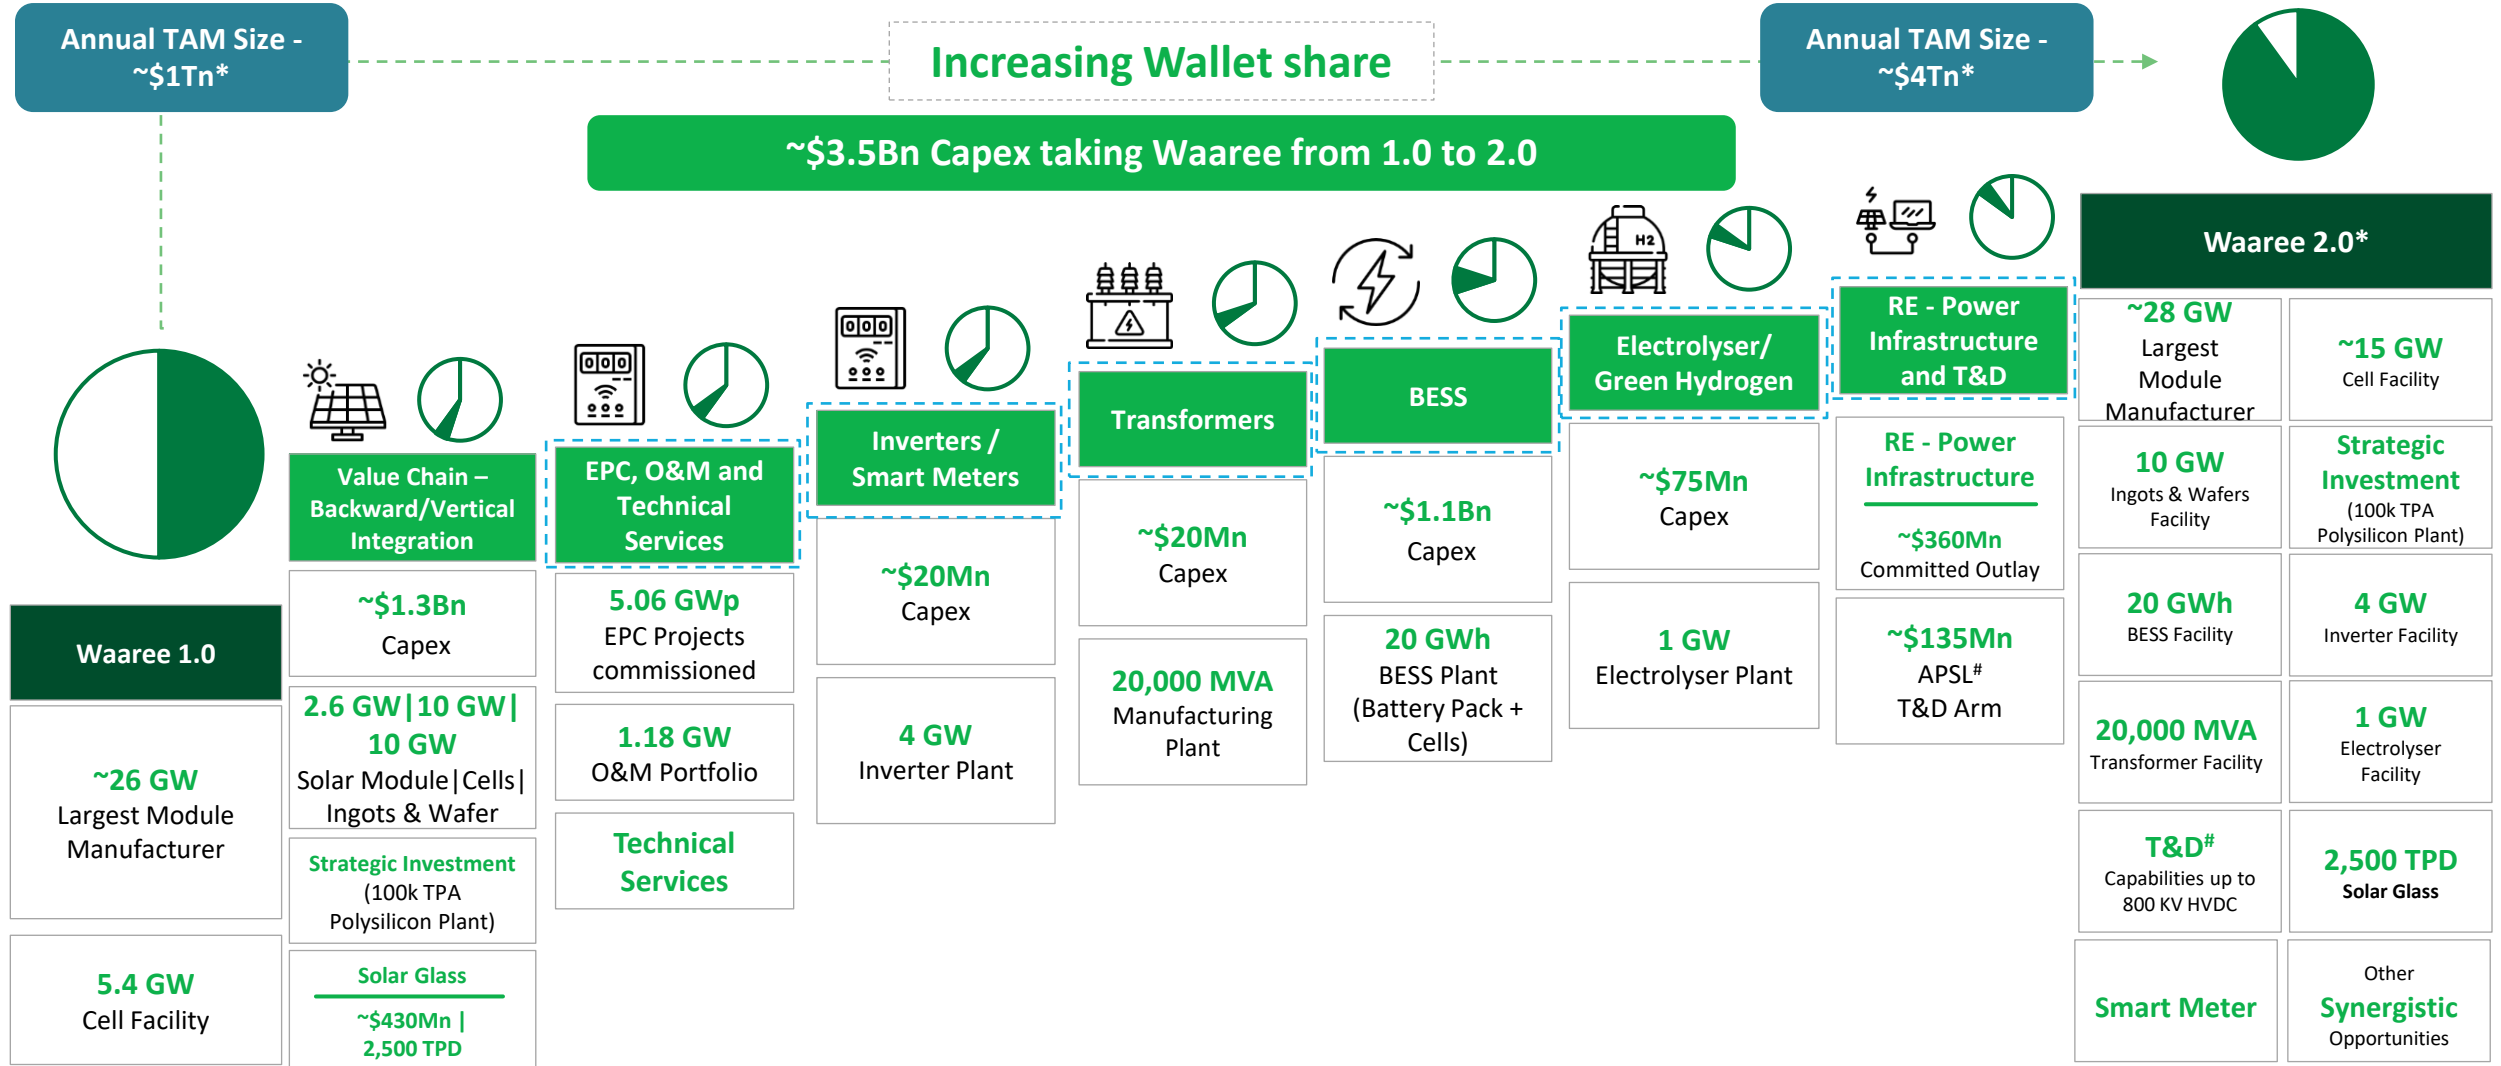 Annual TAM Size -
~$1Tn*
Increasing Wallet share
Annual TAM Size -
~$4Tn*
~$3.5Bn Capex taking Waaree from 1.0 to 2.0
Waaree 1.0
~26 GW
Largest Module
Manufacturer
5.4 GW
Cell Facility
Value Chain –
Backward/Vertical
Integration
~$1.3Bn
Capex
2.6 GW|10 GW|
10 GW
Solar Module|Cells|
Ingots & Wafer
Strategic Investment
(100k TPA
Polysilicon Plant)
Solar Glass
~$430Mn |
2,500 TPD
000
EPC, O&M and
Technical
Services
5.06 GWp
EPC Projects
commissioned
1.18 GW
O&M Portfolio
Technical
Services
000
Inverters /
Smart Meters
~$20Mn
Capex
4 GW
Inverter Plant
Transformers
~$20Mn
Capex
20,000 MVA
Manufacturing
Plant
BESS
~$1.1Bn
Capex
20 GWh
BESS Plant
(Battery Pack +
Cells)
H2
Electrolyser/
Green Hydrogen
~$75Mn
Capex
1 GW
Electrolyser Plant
RE - Power
Infrastructure
and T&D
RE - Power
Infrastructure
~$360Mn
Committed Outlay
~$135Mn
APSL#
T&D Arm
Waaree 2.0*
~28 GW
Largest
Module
Manufacturer
~15 GW
Cell Facility
10 GW
Ingots & Wafers
Facility
Strategic
Investment
(100k TPA
Polysilicon Plant)
20 GWh
BESS Facility
4 GW
Inverter Facility
20,000 MVA
Transformer Facility
1 GW
Electrolyser
Facility
T&D#
Capabilities up to
800 KV HVDC
2,500 TPD
Solar Glass
Smart Meter
Other
Synergistic
Opportunities